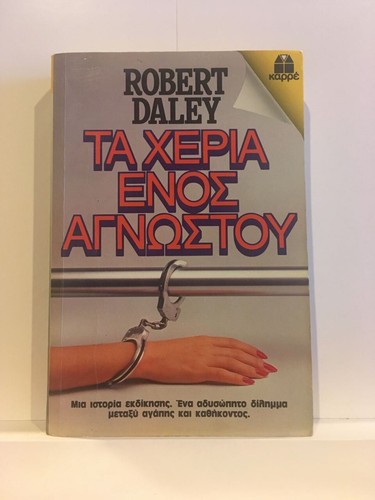 καρρέ
ROBERT
DALEY
ΤΑ ΧΕΡΙΑ
ΕΝΟΣ
ΑΓΝΩΣΤΟΥ
Μια ιστορία εκδίκησης. Ένα αδυσώπητο δίλημμα
μεταξύ αγάπης και καθήκοντος.